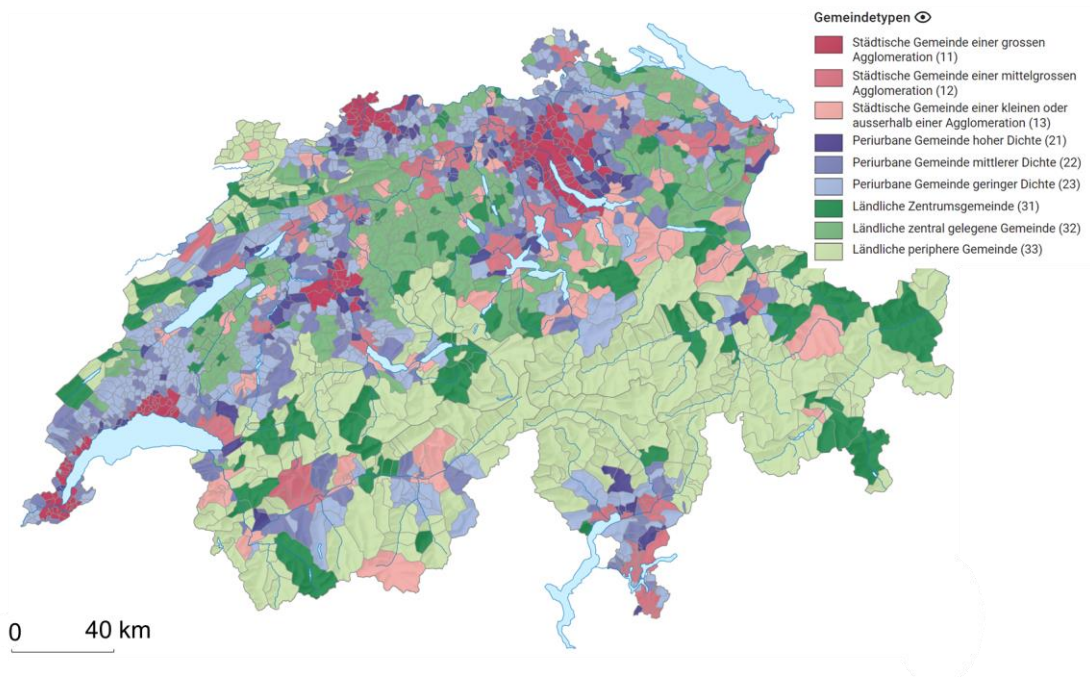 Gemeindetypen
Städtische Gemeinde einer grossen
Agglomeration (11)
Städtische Gemeinde einer mittelgrossen
Agglomeration (12)
Städtische Gemeinde einer kleinen oder
ausserhalb einer Agglomeration (13)
Periurbane Gemeinde hoher Dichte (21)
Periurbane Gemeinde mittlerer Dichte (22)
Periurbane Gemeinde geringer Dichte (23)
Ländliche Zentrumsgemeinde (31)
Ländliche zentral gelegene Gemeinde (32)
Ländliche periphere Gemeinde (33)
0 40 km